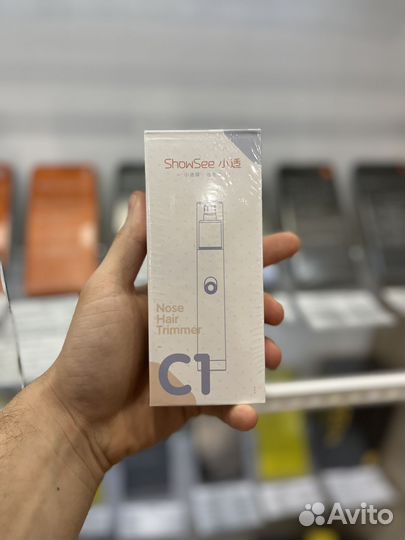 ShowSee 小适
Nose
Hair
Trimmer
C1
Avito